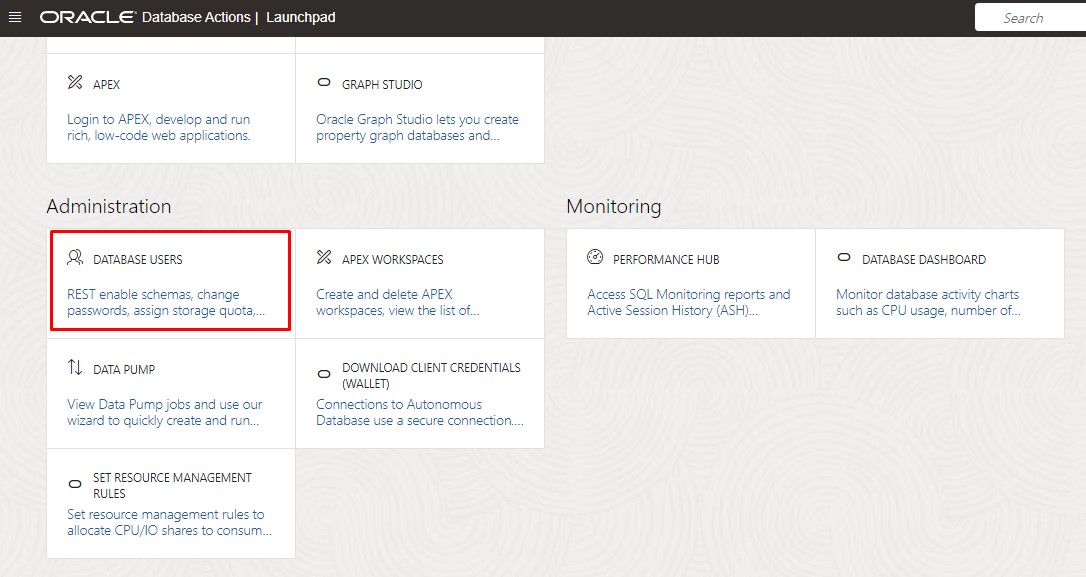 ORACLE Database Actions | Launchpad
Search
APEX
Login to APEX, develop and run
rich, low-code web applications.
GRAPH STUDIO
Oracle Graph Studio lets you create
property graph databases and...
Administration
DATABASE USERS
REST enable schemas, change
passwords, assign storage quota,...
APEX WORKSPACES
Create and delete APEX
workspaces, view the list of...
DATA PUMP
View Data Pump jobs and use our
wizard to quickly create and run...
DOWNLOAD CLIENT CREDENTIALS
(WALLET)
Connections to Autonomous
Database use a secure connection....
SET RESOURCE MANAGEMENT
RULES
Set resource management rules to
allocate CPU/IO shares to consum...
Monitoring
PERFORMANCE HUB
Access SQL Monitoring reports and
Active Session History (ASH)...
DATABASE DASHBOARD
Monitor database activity charts
such as CPU usage, number of...